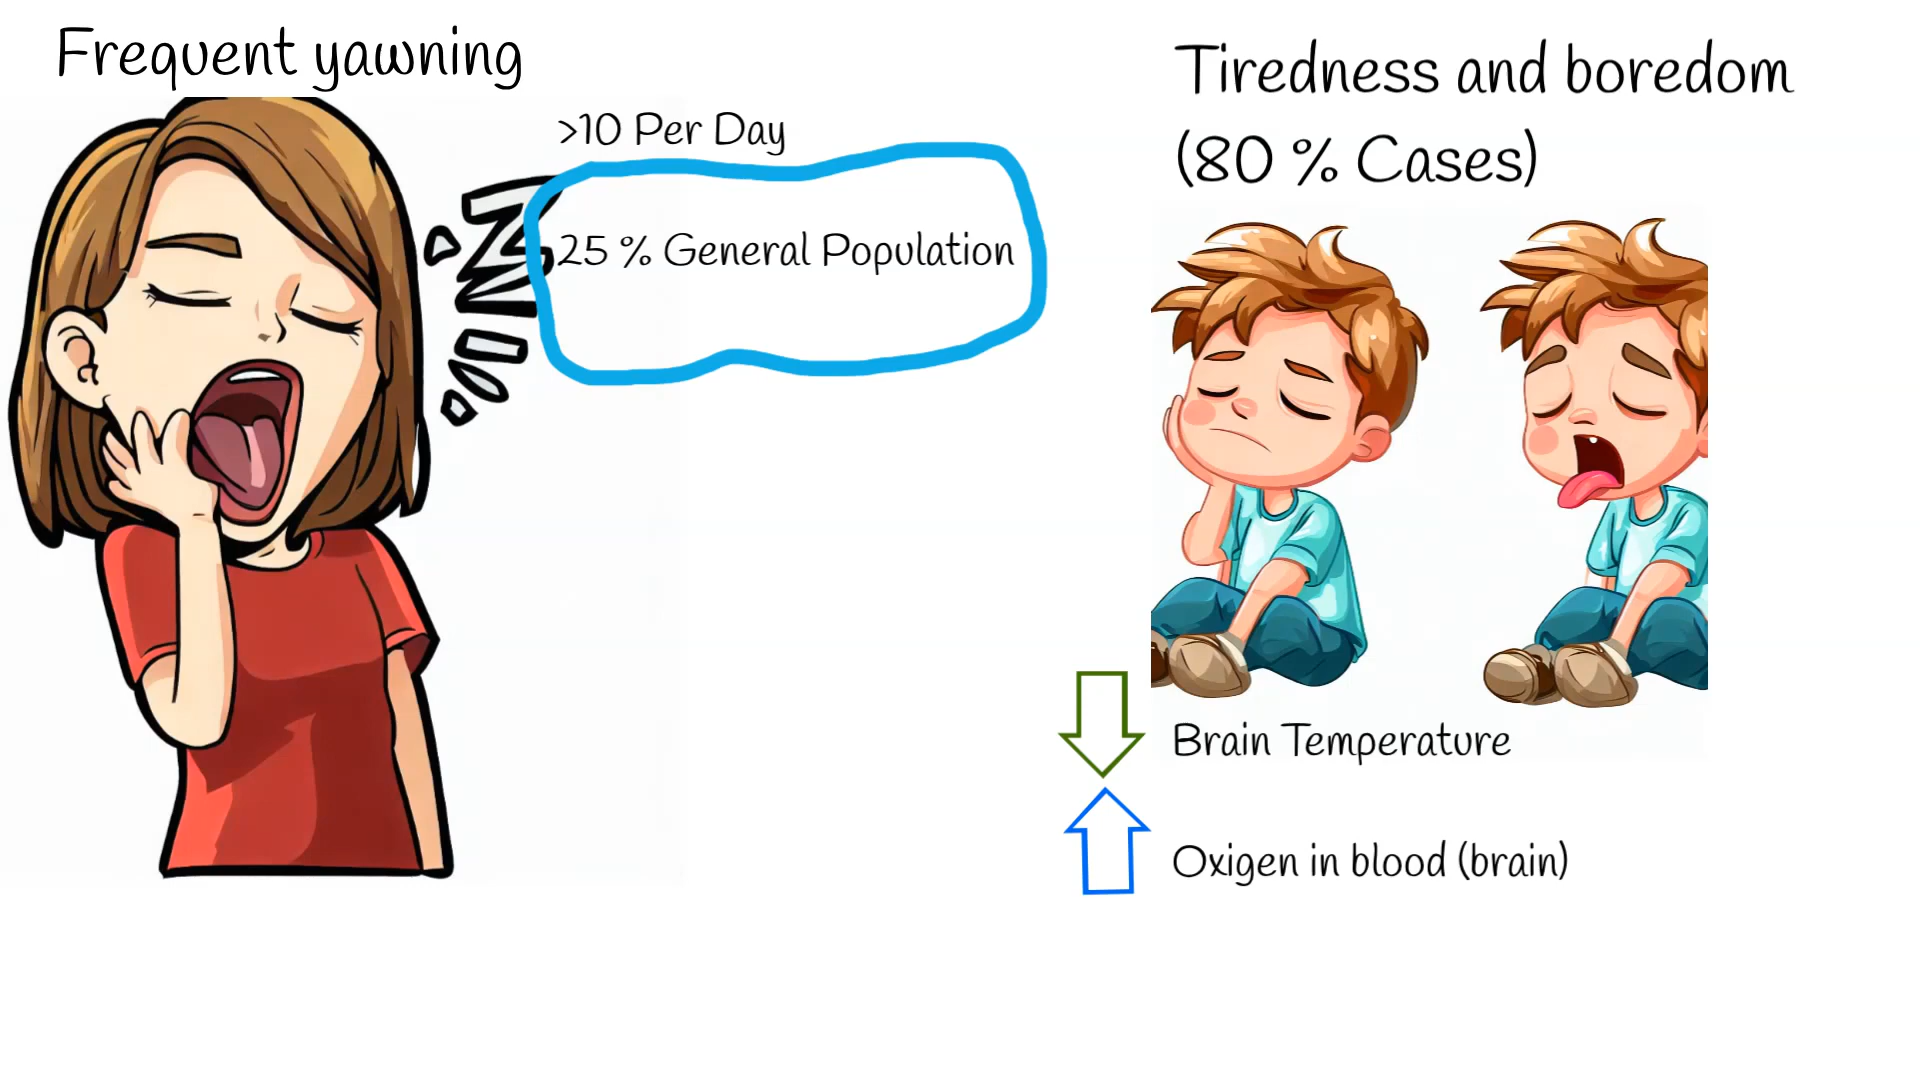 Frequent yawning
>10 Per Day
25 % General Population
Tiredness and boredom
(80 % Cases)
Brain Temperature
Oxigen in blood (brain)